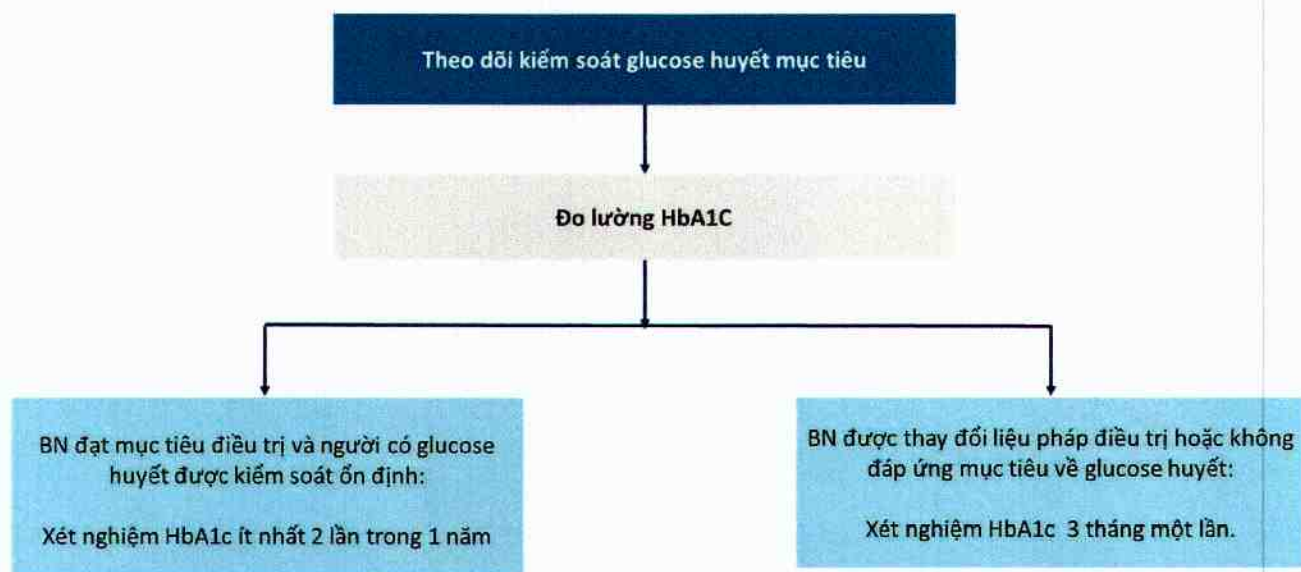 Theo dõi kiểm soát glucose huyết mục tiêu
Đo lường HbA1C
BN đạt mục tiêu điều trị và người có glucose
huyết được kiểm soát ổn định:
Xét nghiệm HbA1c ít nhất 2 lần trong 1 năm
BN được thay đổi liệu pháp điều trị hoặc không
đáp ứng mục tiêu về glucose huyết:
Xét nghiệm HbA1c 3 tháng một lần.